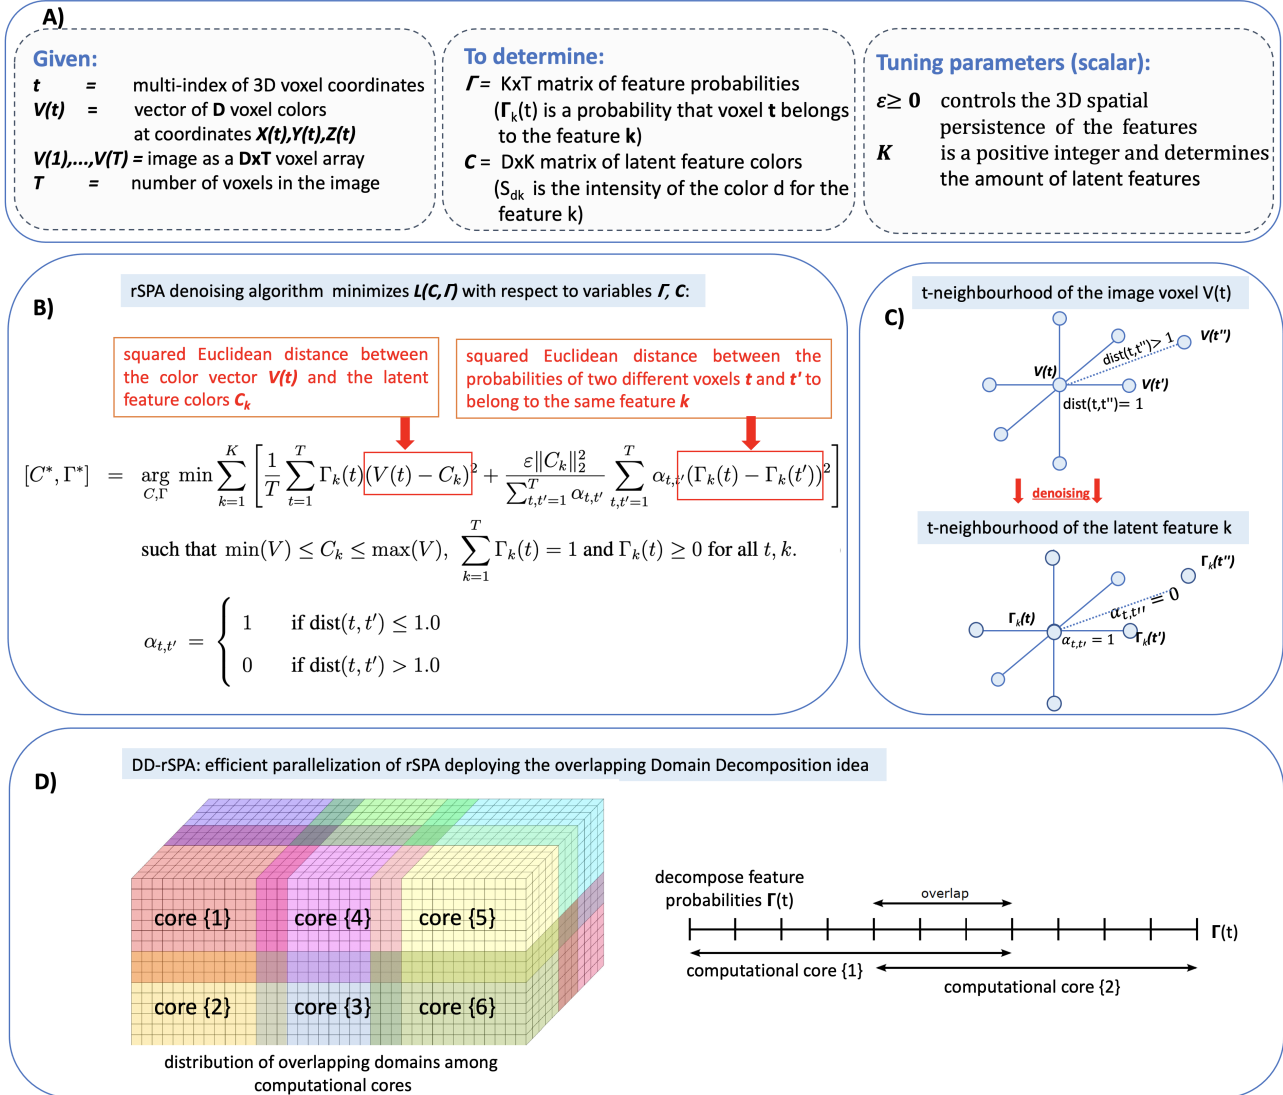 A)
Given:
t = multi-index of 3D voxel coordinates
V(t) = vector of D voxel colors
at coordinates X(t),Y(t),Z(t)
V(1),...,V(T) = image as a DxT voxel array
T = number of voxels in the image
To determine:
Γ = KxT matrix of feature probabilities
(Γₖ(t) is a probability that voxel t belongs
to the feature k)
C = DxK matrix of latent feature colors
(S_dk is the intensity of the color d for the
feature k)
Tuning parameters (scalar):
ε≥ 0 controls the 3D spatial
persistence of the features
K is a positive integer and determines
the amount of latent features
B)
rSPA denoising algorithm minimizes L(C,Γ) with respect to variables Γ, C:
squared Euclidean distance between
the color vector V(t) and the latent
feature colors Cₖ
squared Euclidean distance between the
probabilities of two different voxels t and t' to
belong to the same feature k
[C*, Γ*] = arg min_{C,Γ} ∑_{k=1}^{K} [ 1/T ∑_{t=1}^{T} Γₖ(t)(V(t) − Cₖ)² + ε‖Cₖ‖₂² / ∑_{t,t'=1}^{T} α_{t,t'} ∑_{t,t'=1}^{T} α_{t,t'}(Γₖ(t) − Γₖ(t'))² ]
such that min(V) ≤ Cₖ ≤ max(V), ∑_{k=1}^{T} Γₖ(t) = 1 and Γₖ(t) ≥ 0 for all t, k.
α_{t,t'} = { 1 if dist(t, t') ≤ 1.0
0 if dist(t, t') > 1.0
C)
t-neighbourhood of the image voxel V(t)
V(t'')
dist(t,t'')> 1
V(t)
V(t')
dist(t,t'')= 1
denoising
t-neighbourhood of the latent feature k
Γₖ(t'')
α_{t,t''} = 0
Γₖ(t)
α_{t,t'} = 1
Γₖ(t')
D)
DD-rSPA: efficient parallelization of rSPA deploying the overlapping Domain Decomposition idea
core {1}
core {4}
core {5}
core {2}
core {3}
core {6}
distribution of overlapping domains among
computational cores
decompose feature
probabilities Γ(t)
overlap
Γ(t)
computational core {1}
computational core {2}